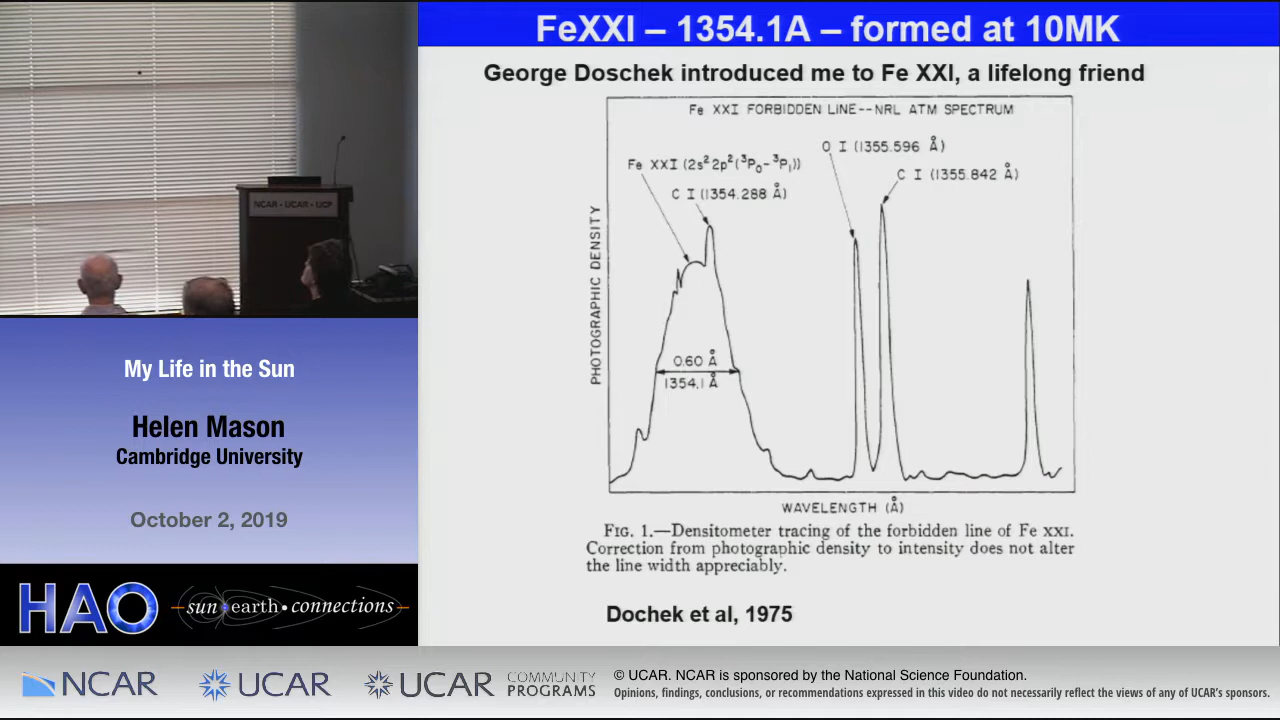 FeXXI – 1354.1A – formed at 10MK
George Doschek introduced me to Fe XXI, a lifelong friend
Fe XXI FORBIDDEN LINE--NRL ATM SPECTRUM
O I (1355.596 Å)
Fe XXI (2s² 2p² (³P₀-³P₁))
C I (1355.842 Å)
C I (1354.288 Å)
PHOTOGRAPHIC DENSITY
0.60 Å
1354.1 Å
WAVELENGTH (Å)
FIG. 1.—Densitometer tracing of the forbidden line of Fe XXI.
Correction from photographic density to intensity does not alter
the line width appreciably.
Dochek et al, 1975
NCAR - UCAR - UCP
My Life in the Sun
Helen Mason
Cambridge University
October 2, 2019
HAO
sun • earth • connections
NCAR
UCAR
UCAR
COMMUNITY
PROGRAMS
© UCAR. NCAR is sponsored by the National Science Foundation.
Opinions, findings, conclusions, or recommendations expressed in this video do not necessarily reflect the views of any of UCAR's sponsors.